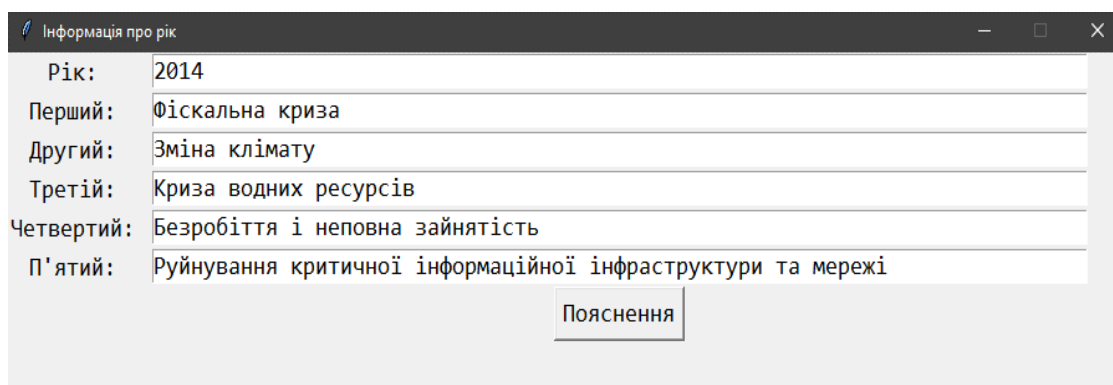 Інформація про рік
Рік: 2014
Перший: Фіскальна криза
Другий: Зміна клімату
Третій: Криза водних ресурсів
Четвертий: Безробіття і неповна зайнятість
П'ятий: Руйнування критичної інформаційної інфраструктури та мережі
Пояснення